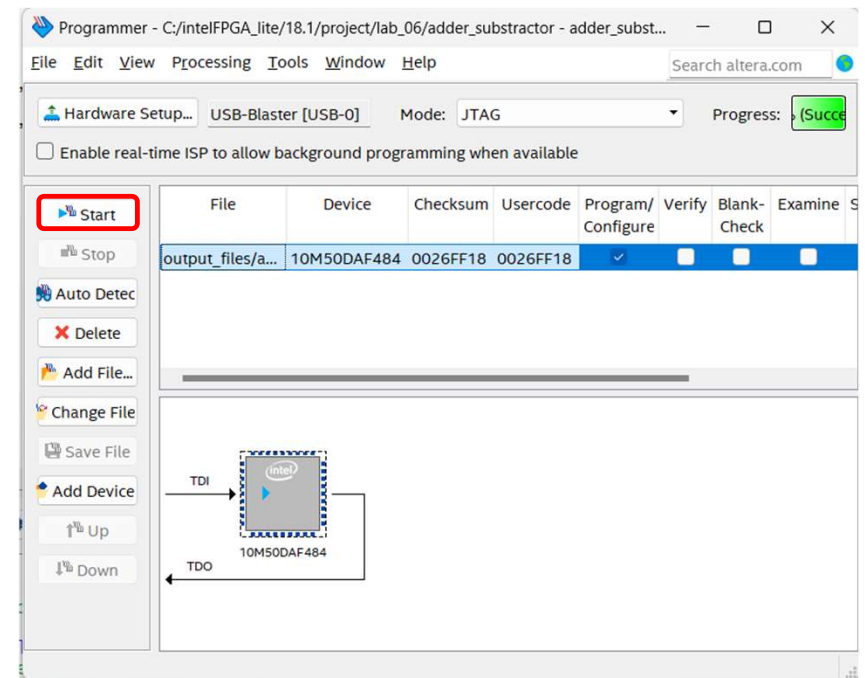 Programmer - C:/intelFPGA_lite/18.1/project/lab_06/adder_substractor - adder_subst...
File Edit View Processing Tools Window Help
Search altera.com
Hardware Setup... USB-Blaster [USB-0] Mode: JTAG Progress: (Succe
Enable real-time ISP to allow background programming when available
Start
Stop
Auto Detec
Delete
Add File...
Change File
Save File
Add Device
Up
Down
File Device Checksum Usercode Program/ Verify Blank- Examine S
Configure Check
output_files/a... 10M50DAF484 0026FF18 0026FF18
intel
TDI
10M50DAF484
TDO